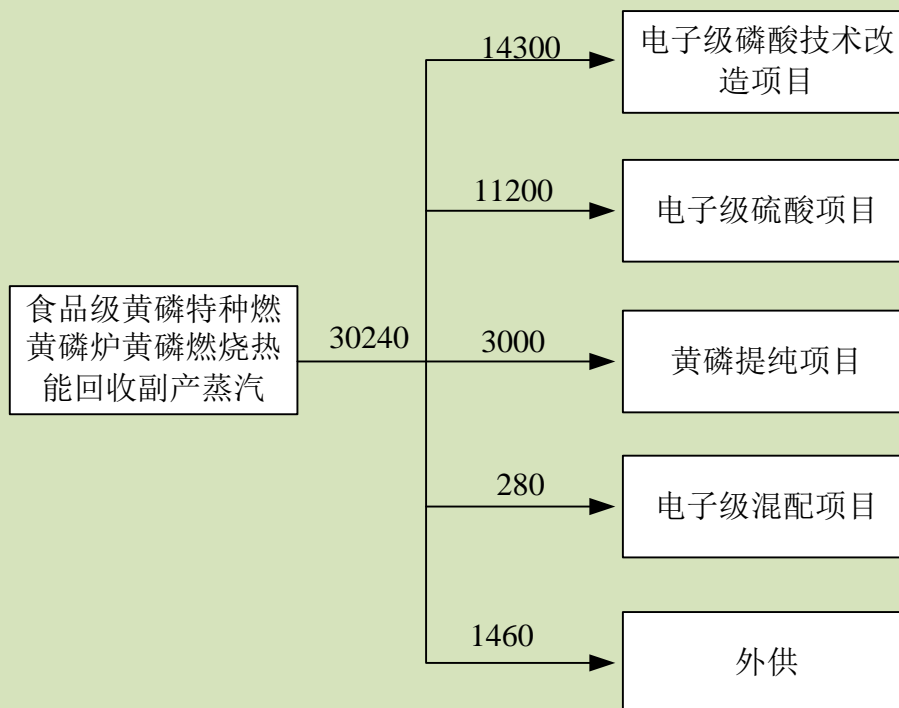 14300
电子级磷酸技术改
造项目
11200
电子级硫酸项目
食品级黄磷特种燃
黄磷炉黄磷燃烧热
能回收副产蒸汽
30240
3000
黄磷提纯项目
280
电子级混配项目
1460
外供